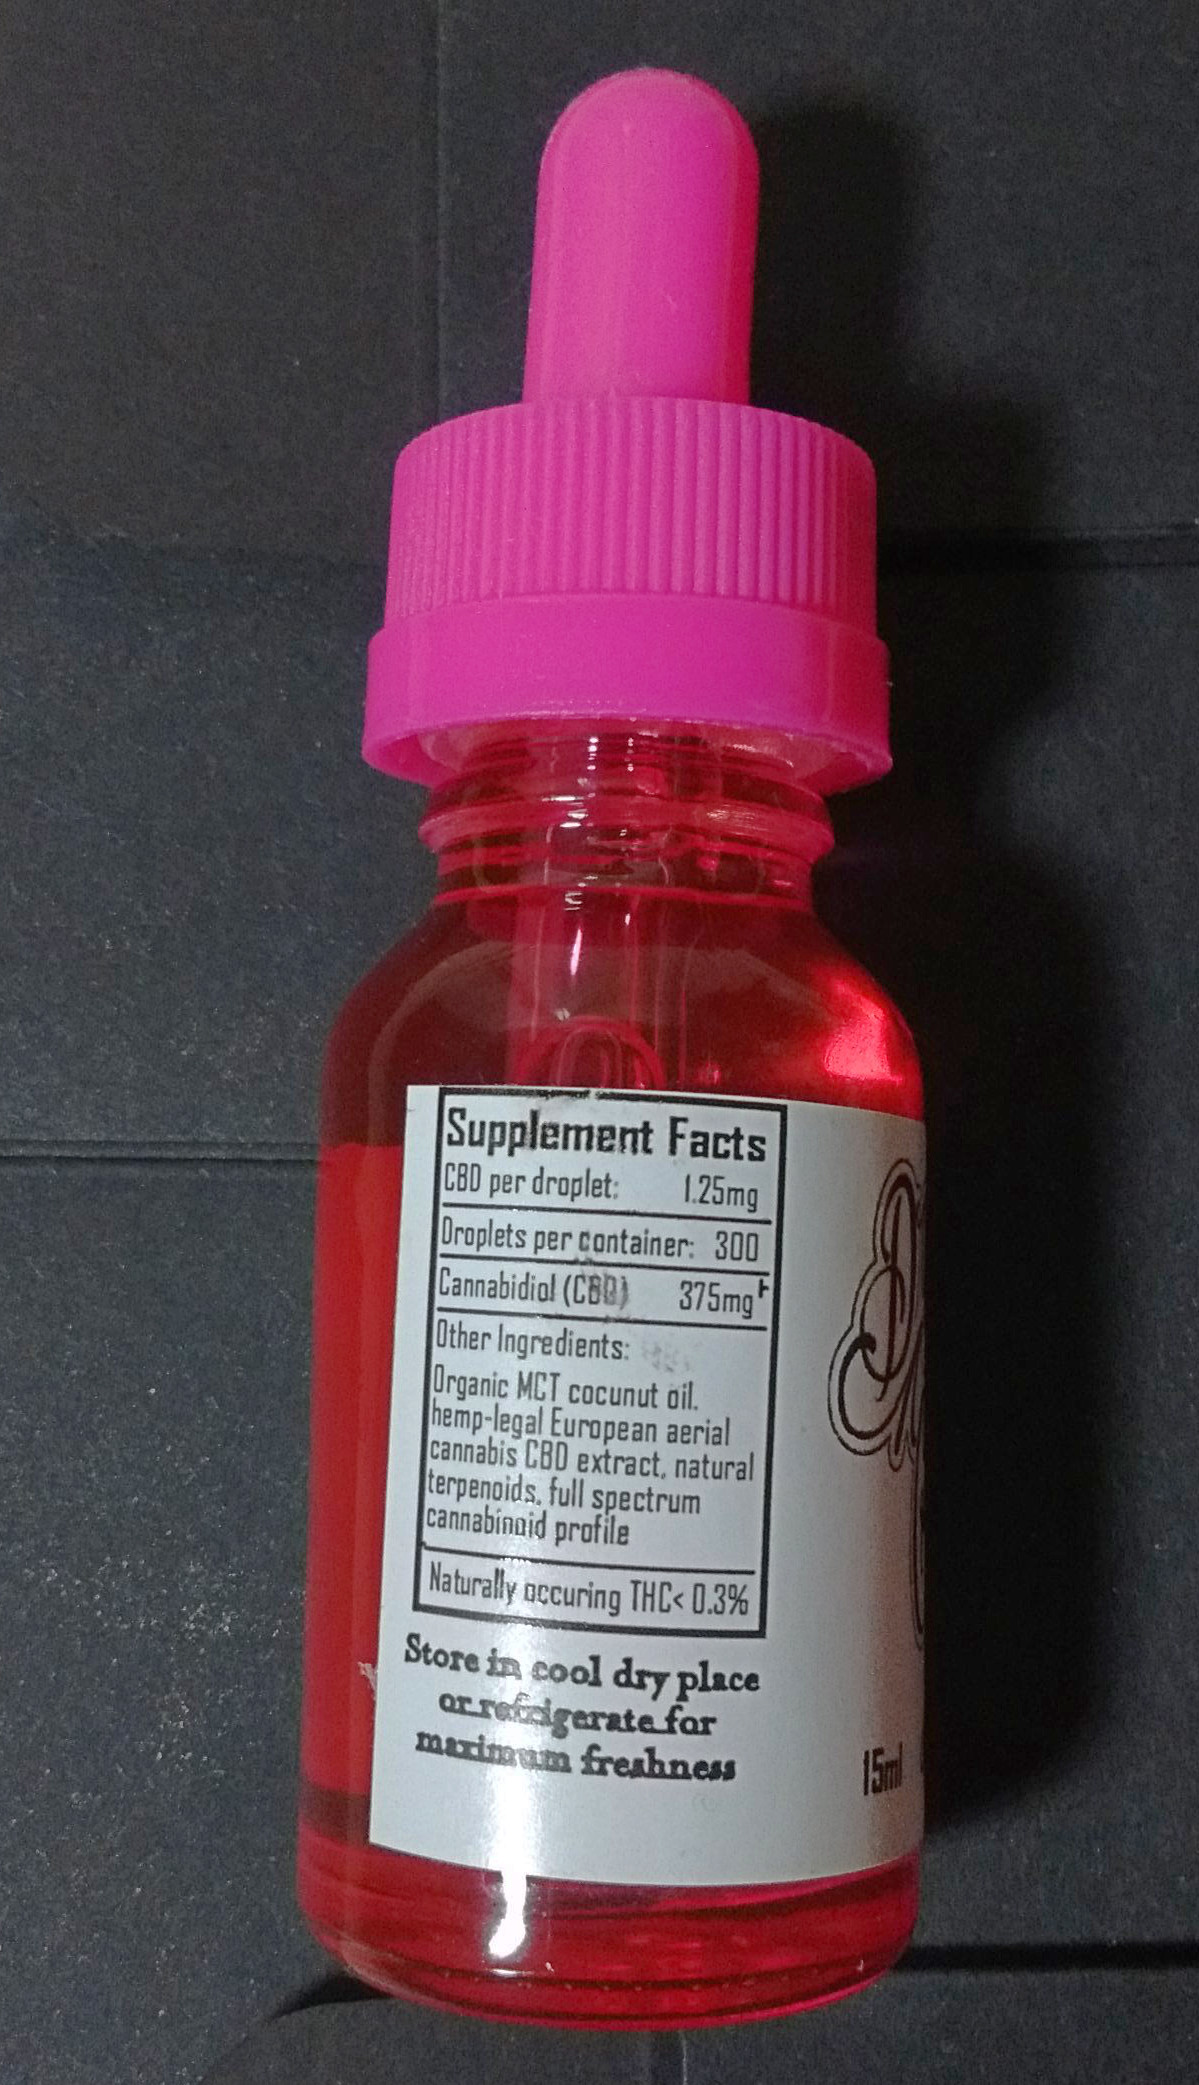 Supplement Facts
CBD per droplet: 1.25mg
Droplets per container: 300
Cannabidiol (CBD) 375mg
Other Ingredients:
Organic MCT cocunut oil.
hemp-legal European aerial
cannabis CBD extract, natural
terpenoids, full spectrum
cannabinoid profile
Naturally occuring THC< 0.3%
Store in cool dry place
or refrigerate for
maximum freshness
15ml